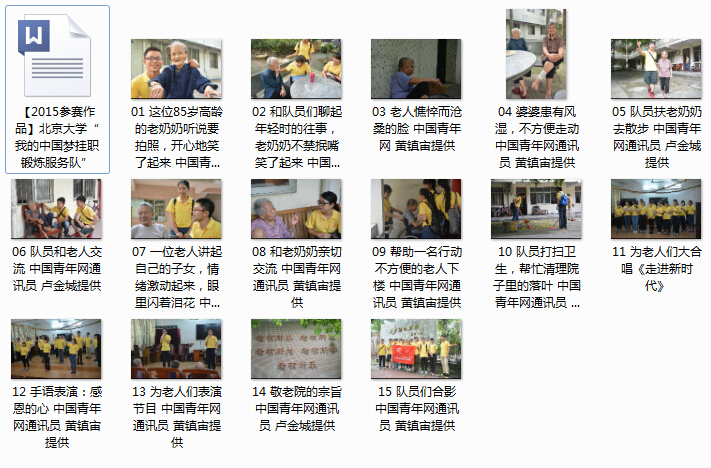 【2015参赛作
品】北京大学“
我的中国梦挂职
锻炼服务队”
01 这位85岁高龄
的老奶奶听说要
拍照，开心地笑
了起来 中国青...
02 和队员们聊起
年轻时的往事，
老奶奶不禁抿嘴
笑了起来 中国...
03 老人憔悴而沧
桑的脸 中国青年
网 黄镇宙提供
04 婆婆患有风
湿，不方便走动
中国青年网通讯
员 黄镇宙提供
05 队员扶老奶奶
去散步 中国青年
网通讯员 卢金城
提供
06 队员和老人交
流 中国青年网通
讯员 卢金城提供
07 一位老人讲起
自己的子女，情
绪激动起来，眼
里闪着泪花 中...
08 和老奶奶亲切
交流 中国青年网
通讯员 黄镇宙提
供
09 帮助一名行动
不方便的老人下
楼 中国青年网通
讯员 黄镇宙提供
10 队员打扫卫
生，帮忙清理院
子里的落叶 中国
青年网通讯员 ...
11 为老人们大合
唱《走进新时
代》
12 手语表演：感
恩的心 中国青年
网通讯员 黄镇宙
提供
13 为老人们表演
节目 中国青年网
通讯员 黄镇宙提
供
14 敬老院的宗旨
中国青年网通讯
员 卢金城提供
15 队员们合影
中国青年网通讯
员 黄镇宙提供